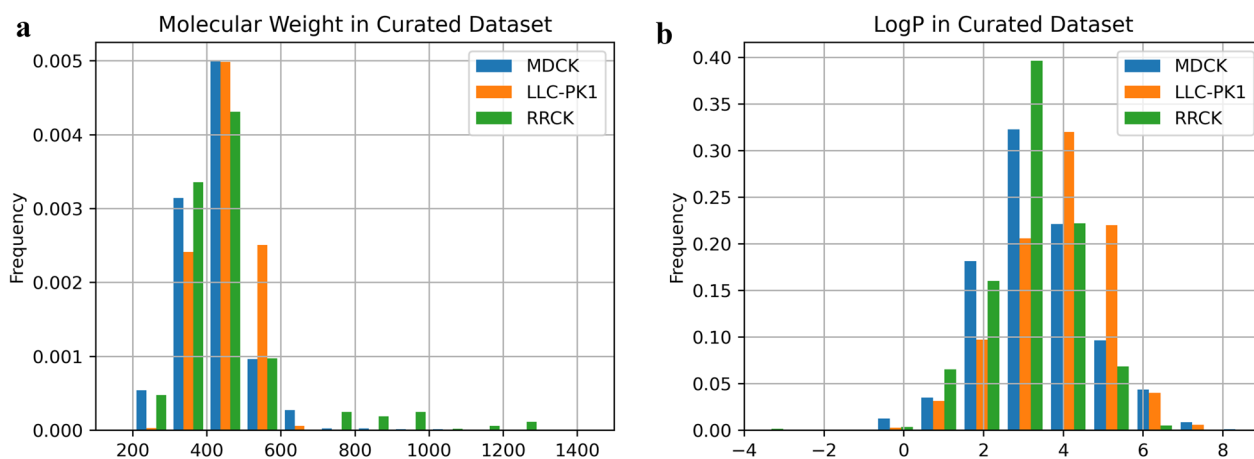 a
Molecular Weight in Curated Dataset
Frequency
0.005
0.004
0.003
0.002
0.001
0.000
MDCK
LLC-PK1
RRCK
200 400 600 800 1000 1200 1400
b
LogP in Curated Dataset
Frequency
0.40
0.35
0.30
0.25
0.20
0.15
0.10
0.05
0.00
MDCK
LLC-PK1
RRCK
−4 −2 0 2 4 6 8